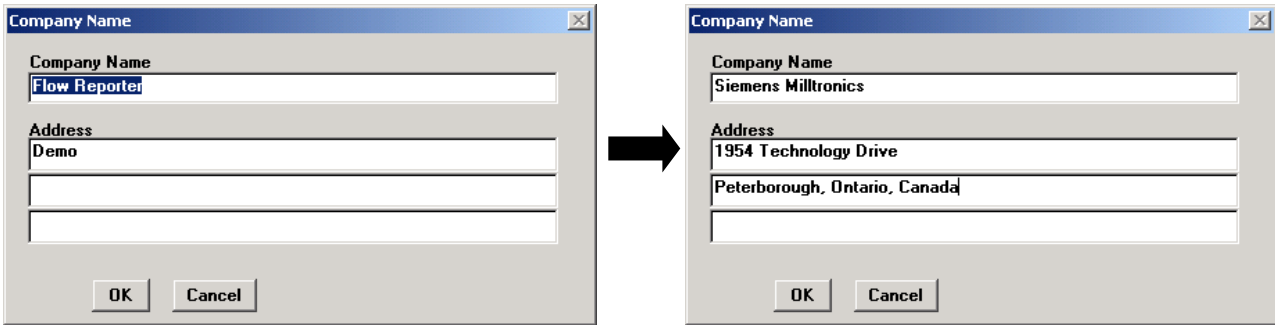 Company Name
Company Name
Flow Reporter
Address
Demo
OK Cancel
Company Name
Company Name
Siemens Milltronics
Address
1954 Technology Drive
Peterborough, Ontario, Canada
OK Cancel